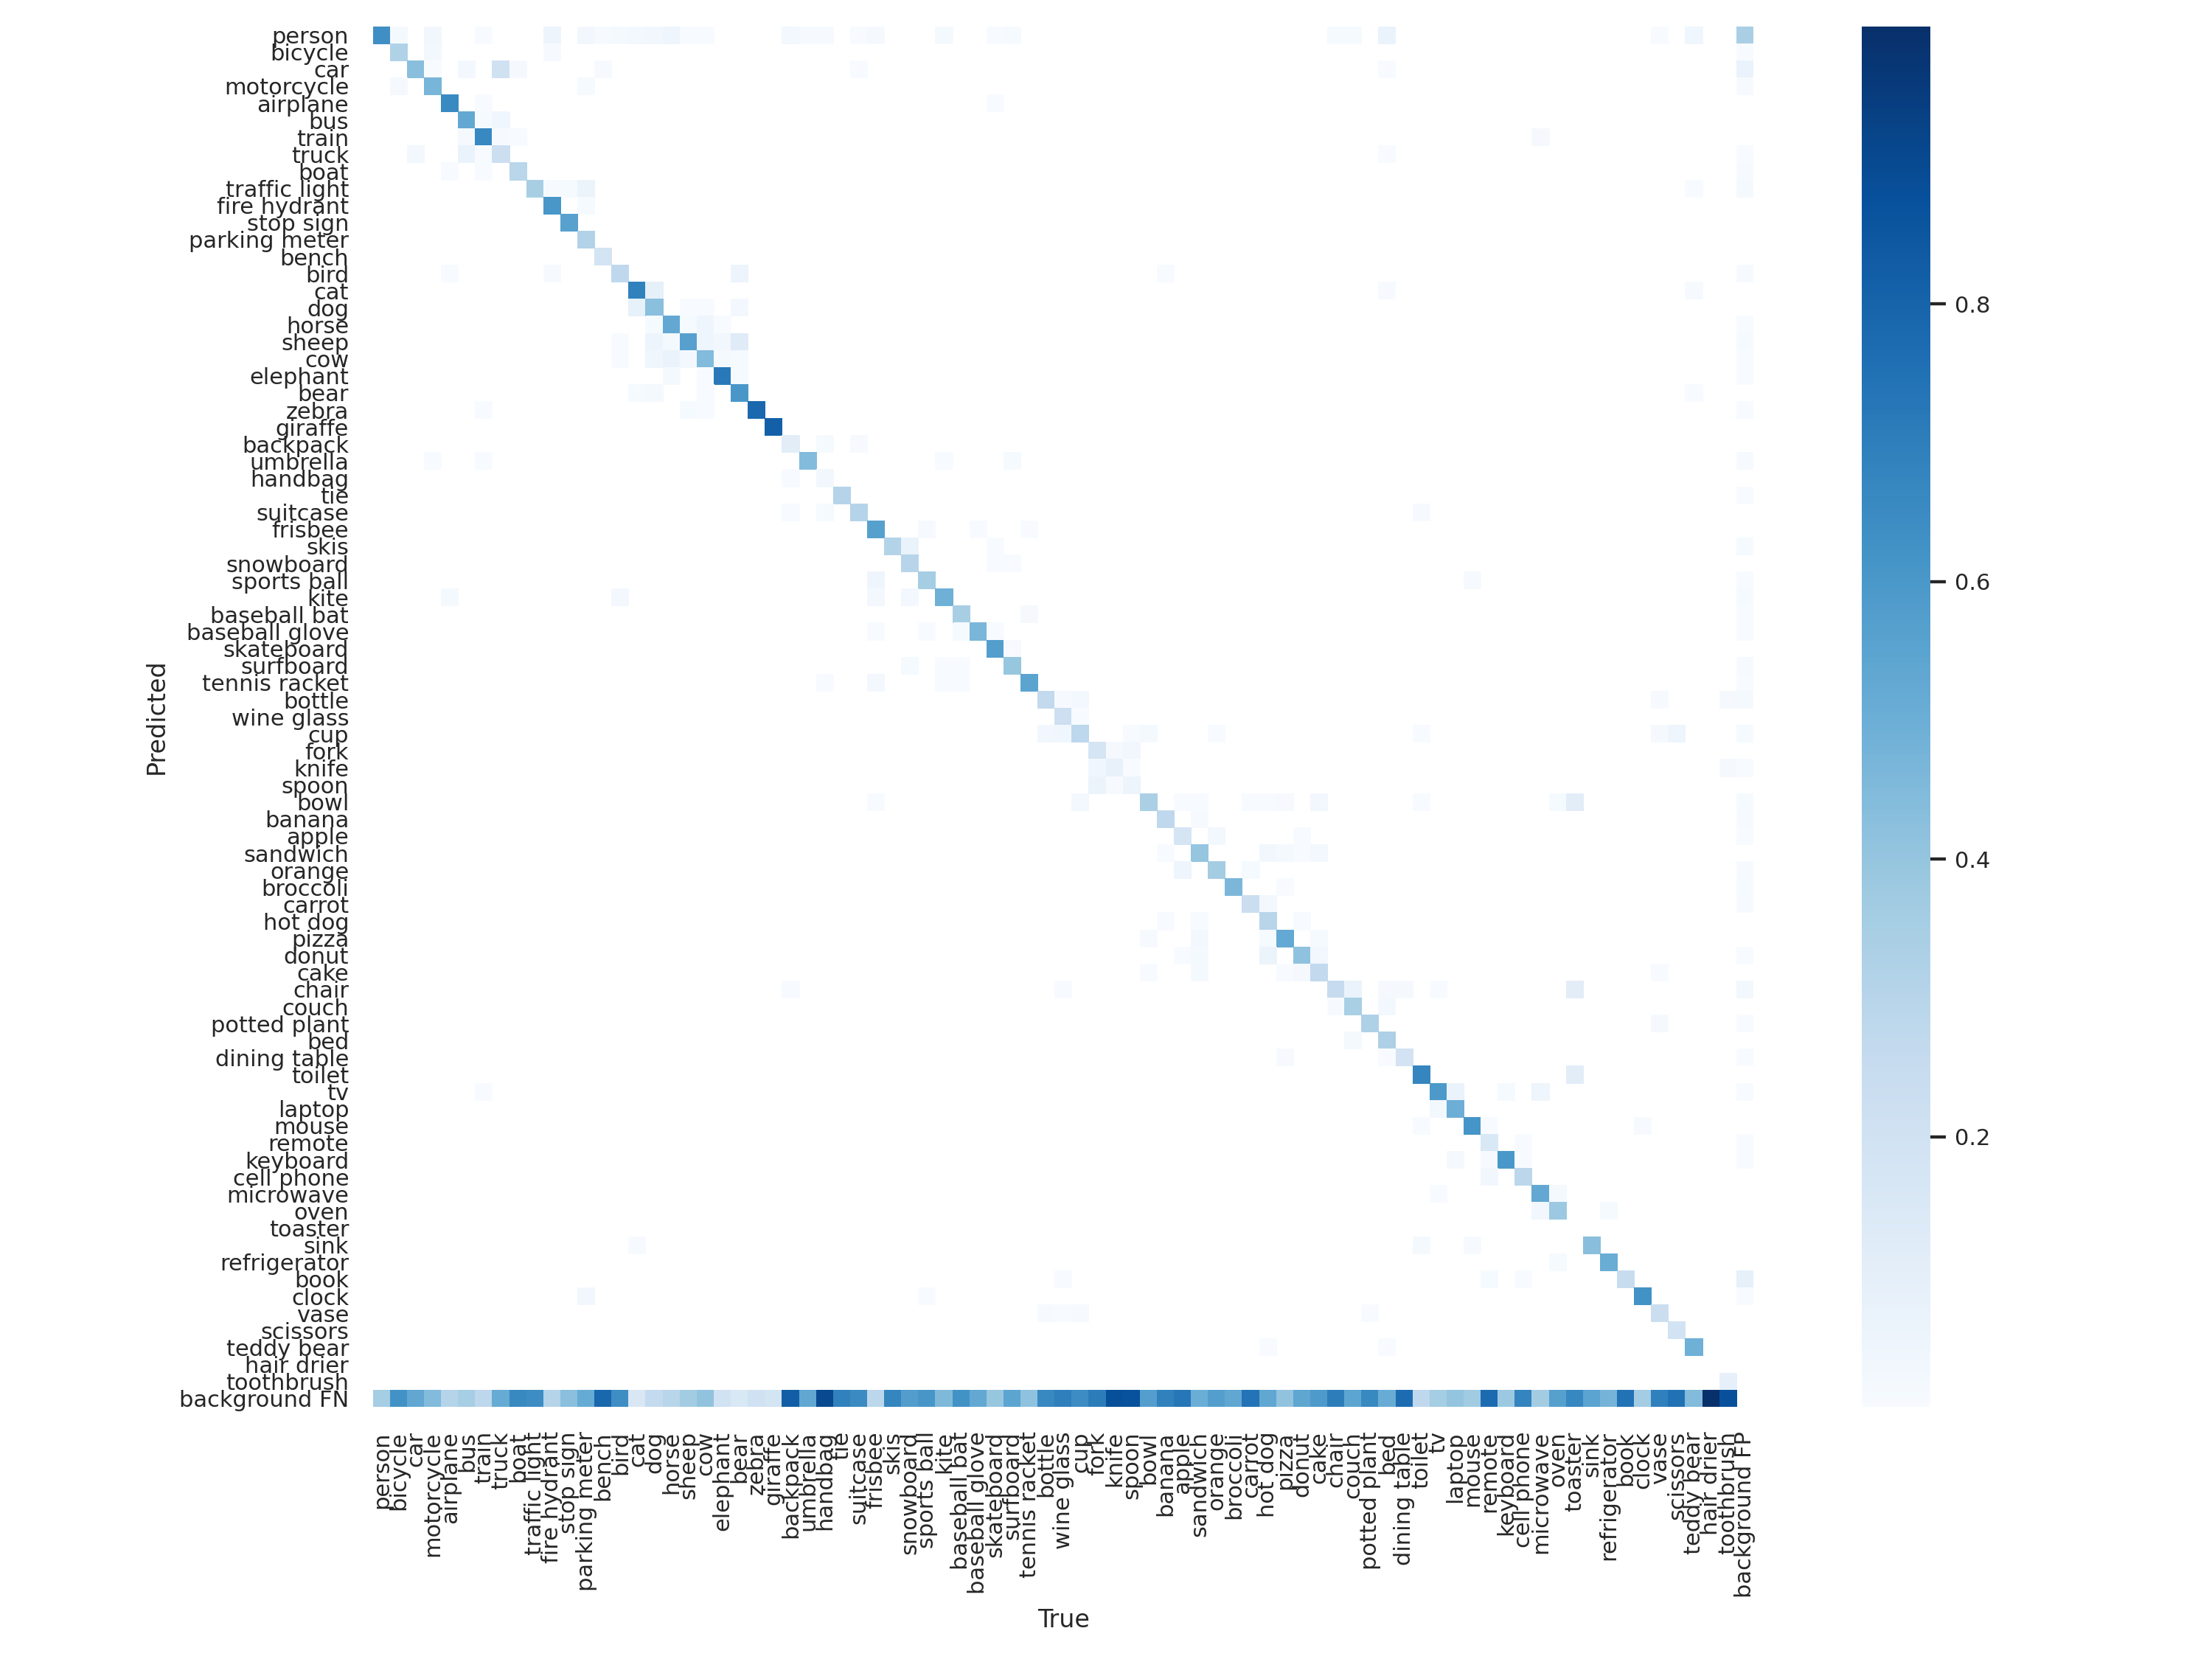 person
bicycle
car
motorcycle
airplane
bus
train
truck
boat
traffic light
fire hydrant
stop sign
parking meter
bench
bird
cat
dog
horse
sheep
cow
elephant
bear
zebra
giraffe
backpack
umbrella
handbag
tie
suitcase
frisbee
skis
snowboard
sports ball
kite
baseball bat
baseball glove
skateboard
surfboard
tennis racket
bottle
wine glass
cup
fork
knife
spoon
bowl
banana
apple
sandwich
orange
broccoli
carrot
hot dog
pizza
donut
cake
chair
couch
potted plant
bed
dining table
toilet
tv
laptop
mouse
remote
keyboard
cell phone
microwave
oven
toaster
sink
refrigerator
book
clock
vase
scissors
teddy bear
hair drier
toothbrush
background FN
Predicted
person
bicycle
car
motorcycle
airplane
bus
train
truck
boat
traffic light
fire hydrant
stop sign
parking meter
bench
bird
cat
dog
horse
sheep
cow
elephant
bear
zebra
giraffe
backpack
umbrella
handbag
tie
suitcase
frisbee
skis
snowboard
sports ball
kite
baseball bat
baseball glove
skateboard
surfboard
tennis racket
bottle
wine glass
cup
fork
knife
spoon
bowl
banana
apple
sandwich
orange
broccoli
carrot
hot dog
pizza
donut
cake
chair
couch
potted plant
bed
dining table
toilet
tv
laptop
mouse
remote
keyboard
cell phone
microwave
oven
toaster
sink
refrigerator
book
clock
vase
scissors
teddy bear
hair drier
toothbrush
background FP
True
0.8
0.6
0.4
0.2